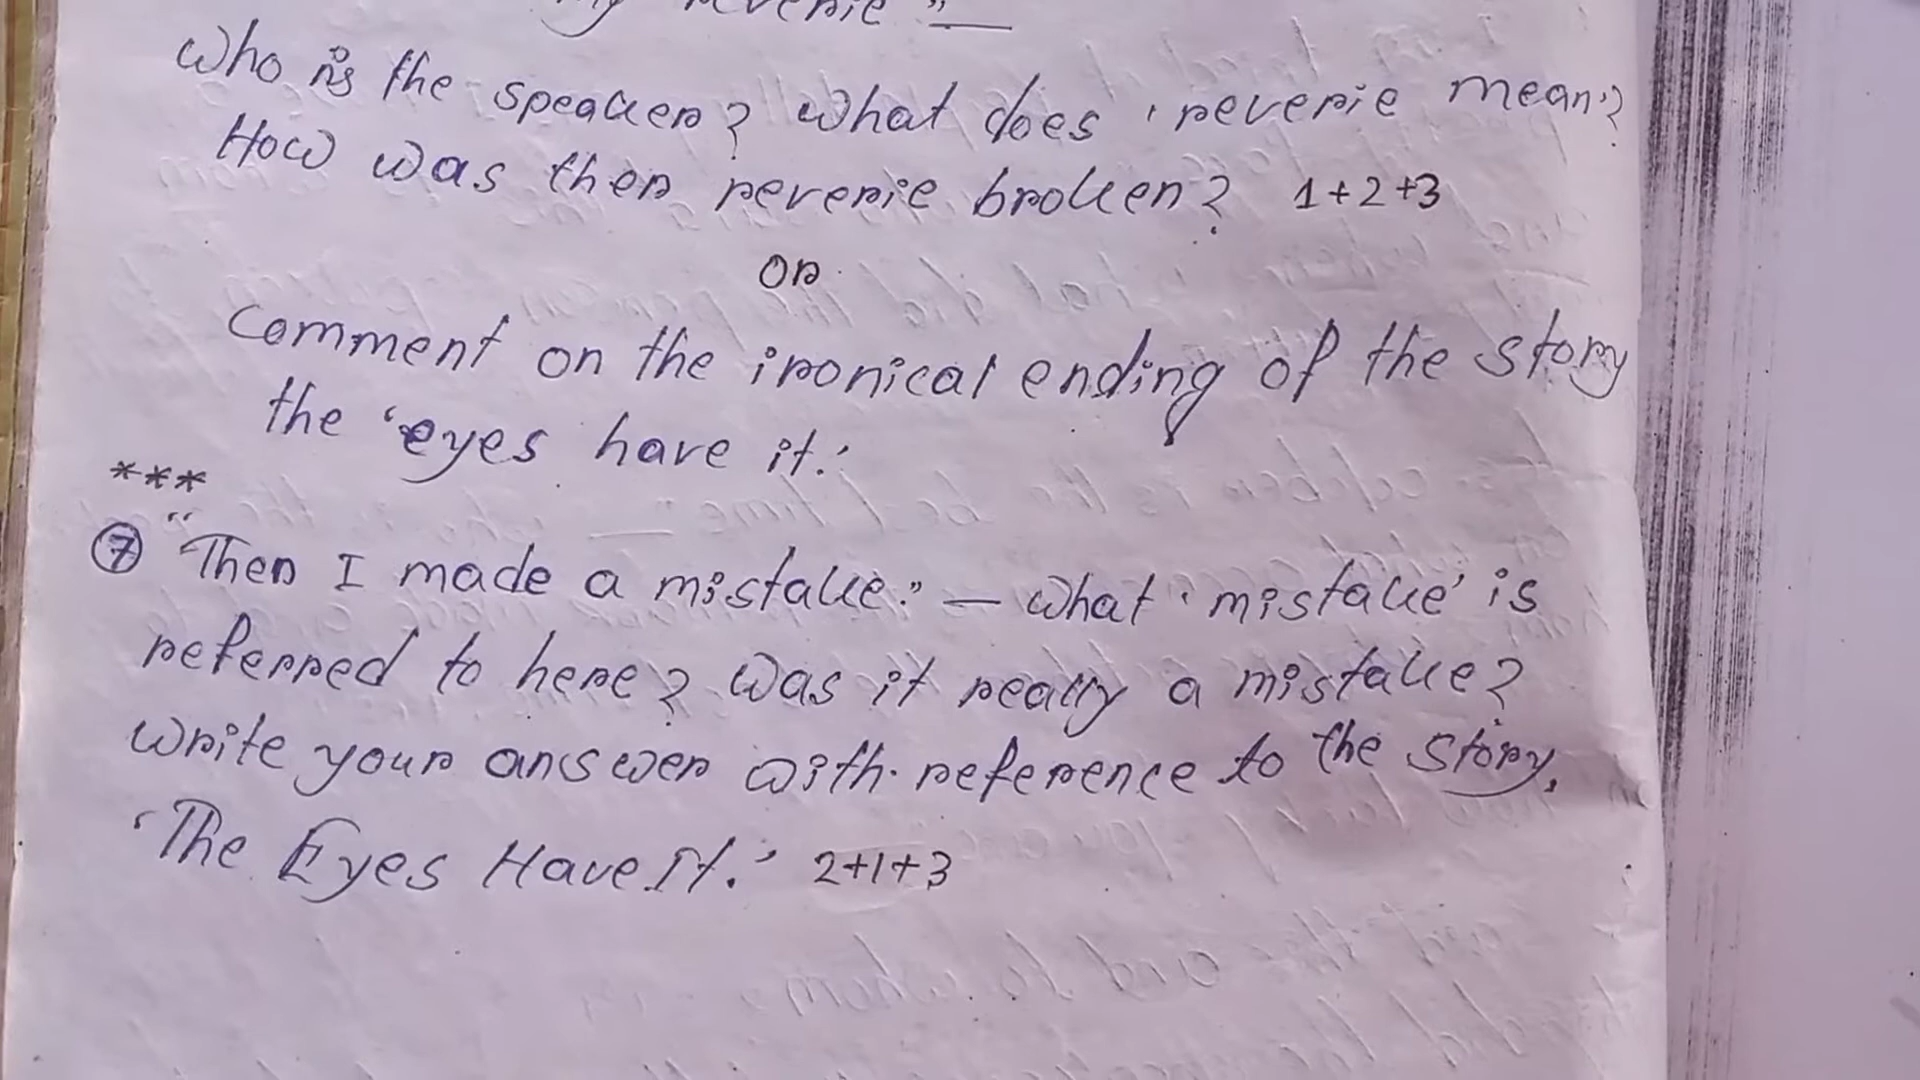 my reverie"—
Who is the speaker? What does 'reverie mean?
How was then reverie broken? 1+2+3
OR
Comment on the ironical ending of the story
the 'eyes have it.'
***
⑦ "Then I made a mistake." — What 'mistake' is
referred to here? Was it really a mistake?
Write your answer with reference to the story,
'The Eyes Have It.' 2+1+3